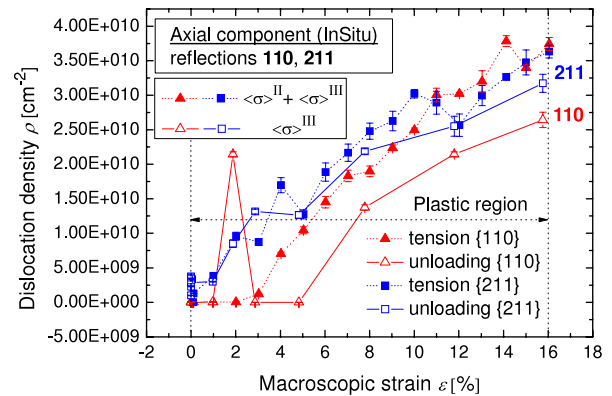 Axial component (InSitu)
reflections 110, 211
<σ>II + <σ>III
<σ>III
211
110
Plastic region
tension {110}
unloading {110}
tension {211}
unloading {211}
Dislocation density ρ [cm-2]
4.00E+010
3.50E+010
3.00E+010
2.50E+010
2.00E+010
1.50E+010
1.00E+010
5.00E+009
0.00E+000
-5.00E+009
-2 0 2 4 6 8 10 12 14 16 18
Macroscopic strain ε [%]